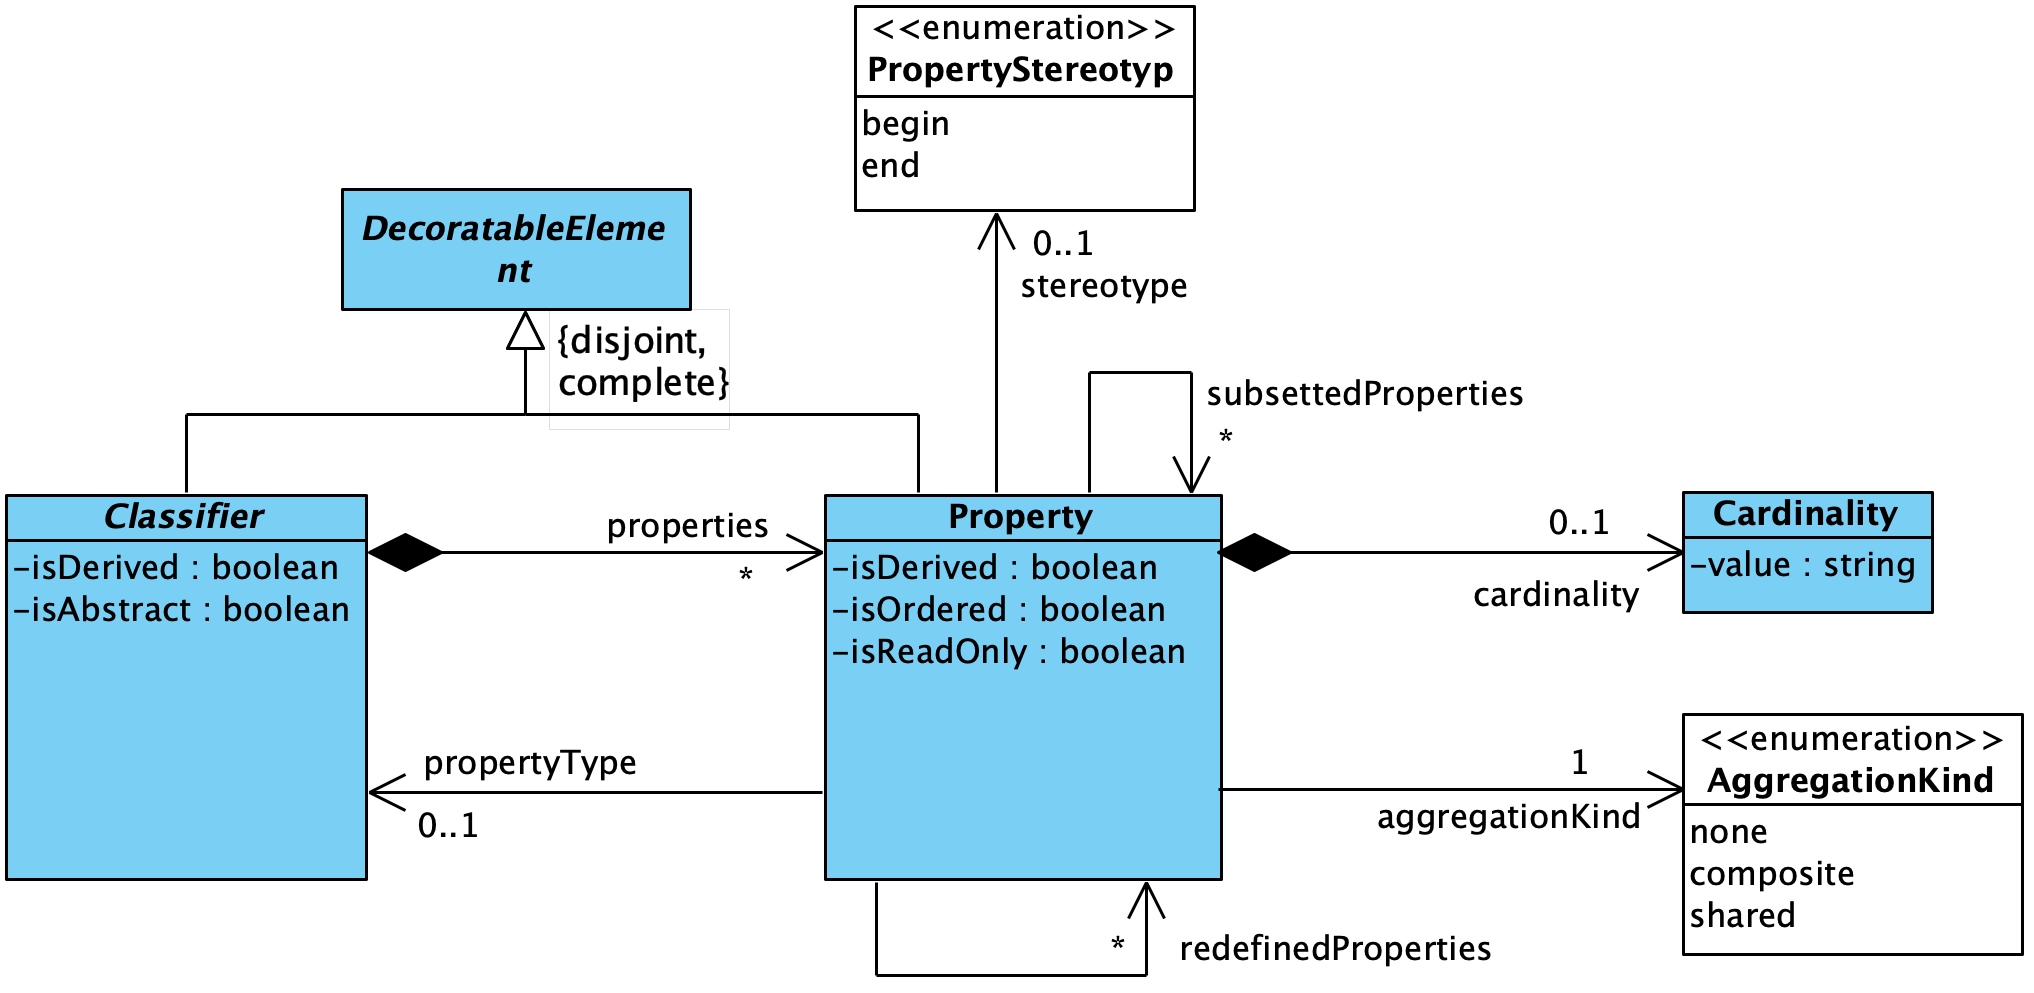 <<enumeration>>
PropertyStereotyp
begin
end
DecoratableEleme
nt
0..1
stereotype
{disjoint,
complete}
subsettedProperties
*
Classifier
-isDerived : boolean
-isAbstract : boolean
properties
*
Property
-isDerived : boolean
-isOrdered : boolean
-isReadOnly : boolean
0..1
cardinality
Cardinality
-value : string
propertyType
0..1
1
aggregationKind
<<enumeration>>
AggregationKind
none
composite
shared
*
redefinedProperties